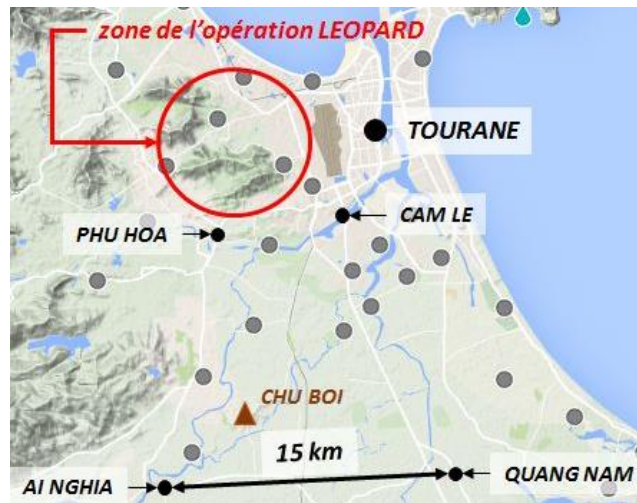 zone de l'opération LEOPARD
TOURANE
CAM LE
PHU HOA
CHU BOI
15 km
AI NGHIA
QUANG NAM